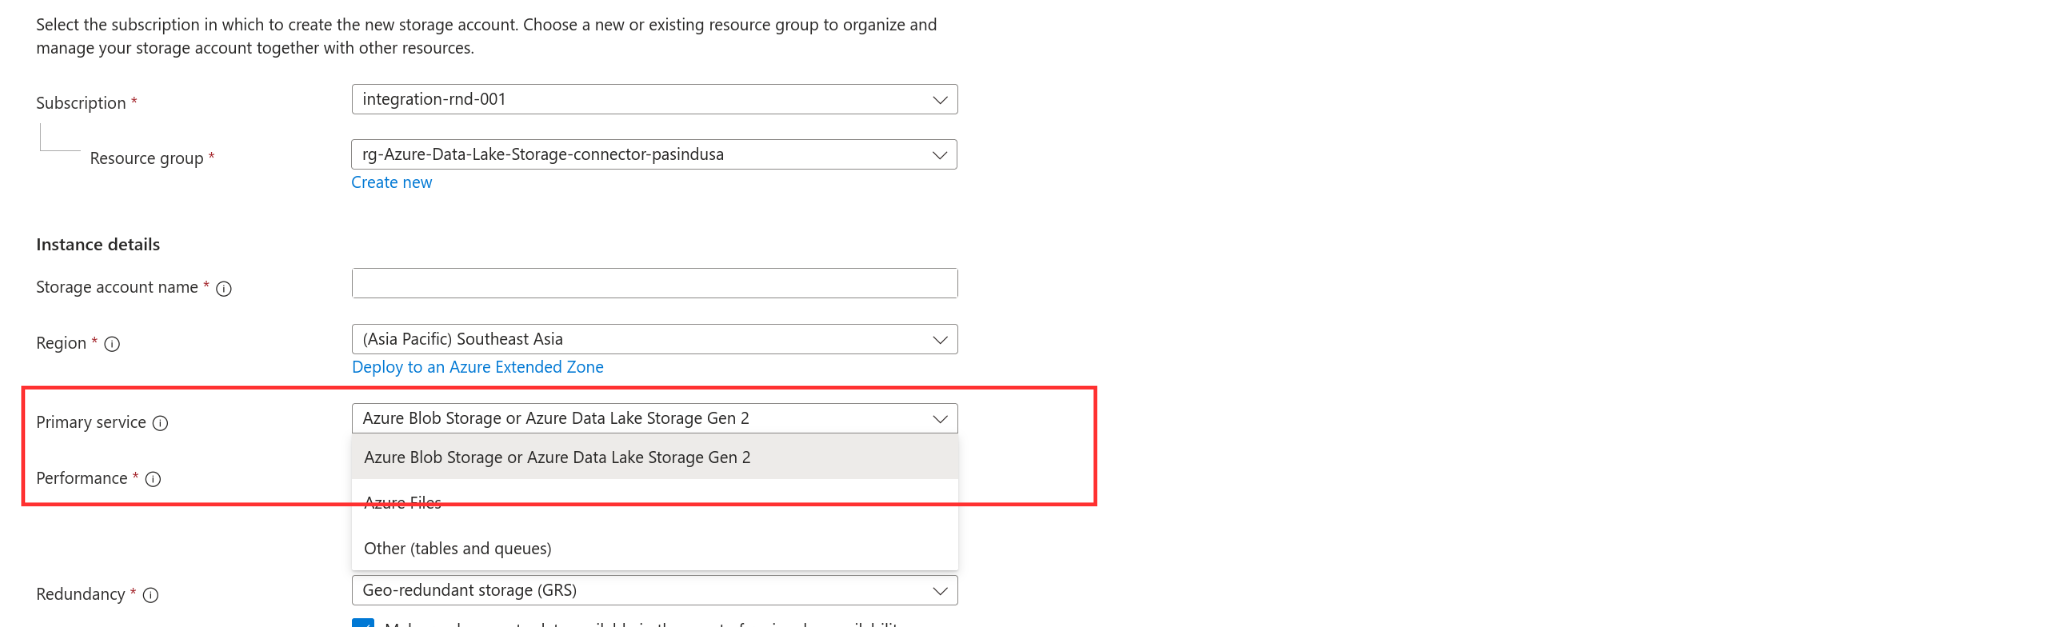 Select the subscription in which to create the new storage account. Choose a new or existing resource group to organize and
manage your storage account together with other resources.
Subscription *
integration-rnd-001
Resource group *
rg-Azure-Data-Lake-Storage-connector-pasindusa
Create new
Instance details
Storage account name *
Region *
(Asia Pacific) Southeast Asia
Deploy to an Azure Extended Zone
Primary service
Azure Blob Storage or Azure Data Lake Storage Gen 2
Azure Blob Storage or Azure Data Lake Storage Gen 2
Performance *
Azure Files
Other (tables and queues)
Redundancy *
Geo-redundant storage (GRS)